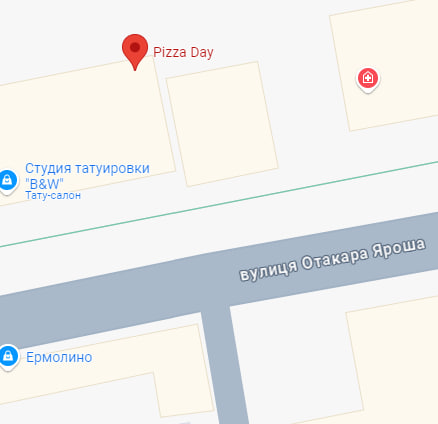 Pizza Day
Студия татуировки
"B&W"
Тату-салон
вулиця Отакара Яроша
Ермолино